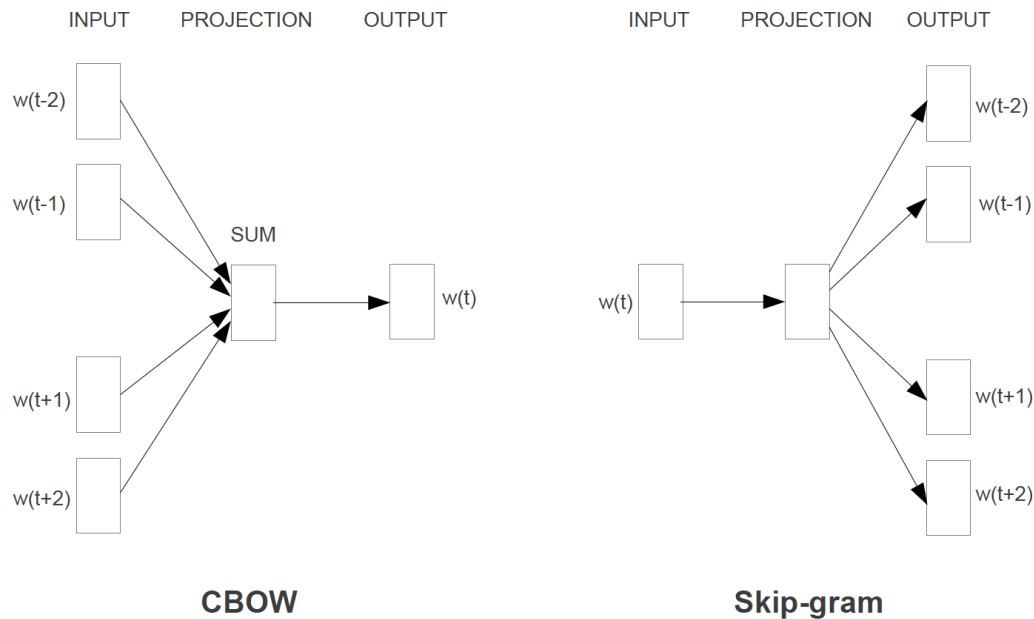 INPUT PROJECTION OUTPUT
w(t-2)
w(t-1)
SUM
w(t)
w(t+1)
w(t+2)
CBOW
INPUT PROJECTION OUTPUT
w(t-2)
w(t-1)
w(t)
w(t+1)
w(t+2)
Skip-gram